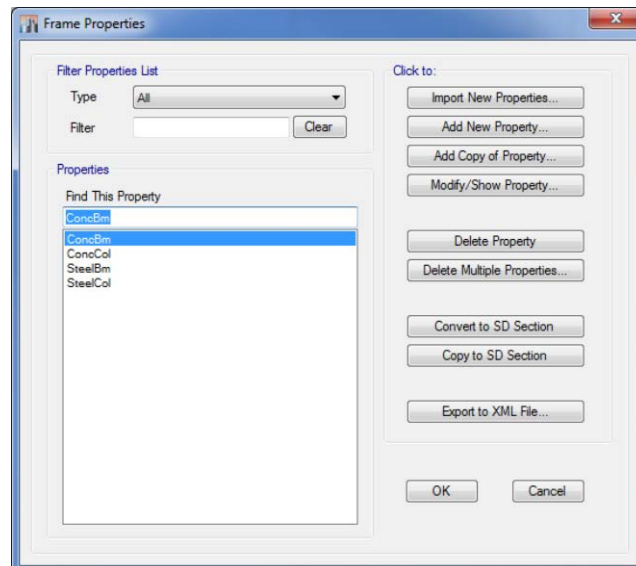 Frame Properties
Filter Properties List
Type
All
Filter
Clear
Properties
Find This Property
ConcBm
ConcBm
ConcCol
SteelBm
SteelCol
Click to:
Import New Properties...
Add New Property...
Add Copy of Property...
Modify/Show Property...
Delete Property
Delete Multiple Properties...
Convert to SD Section
Copy to SD Section
Export to XML File...
OK
Cancel